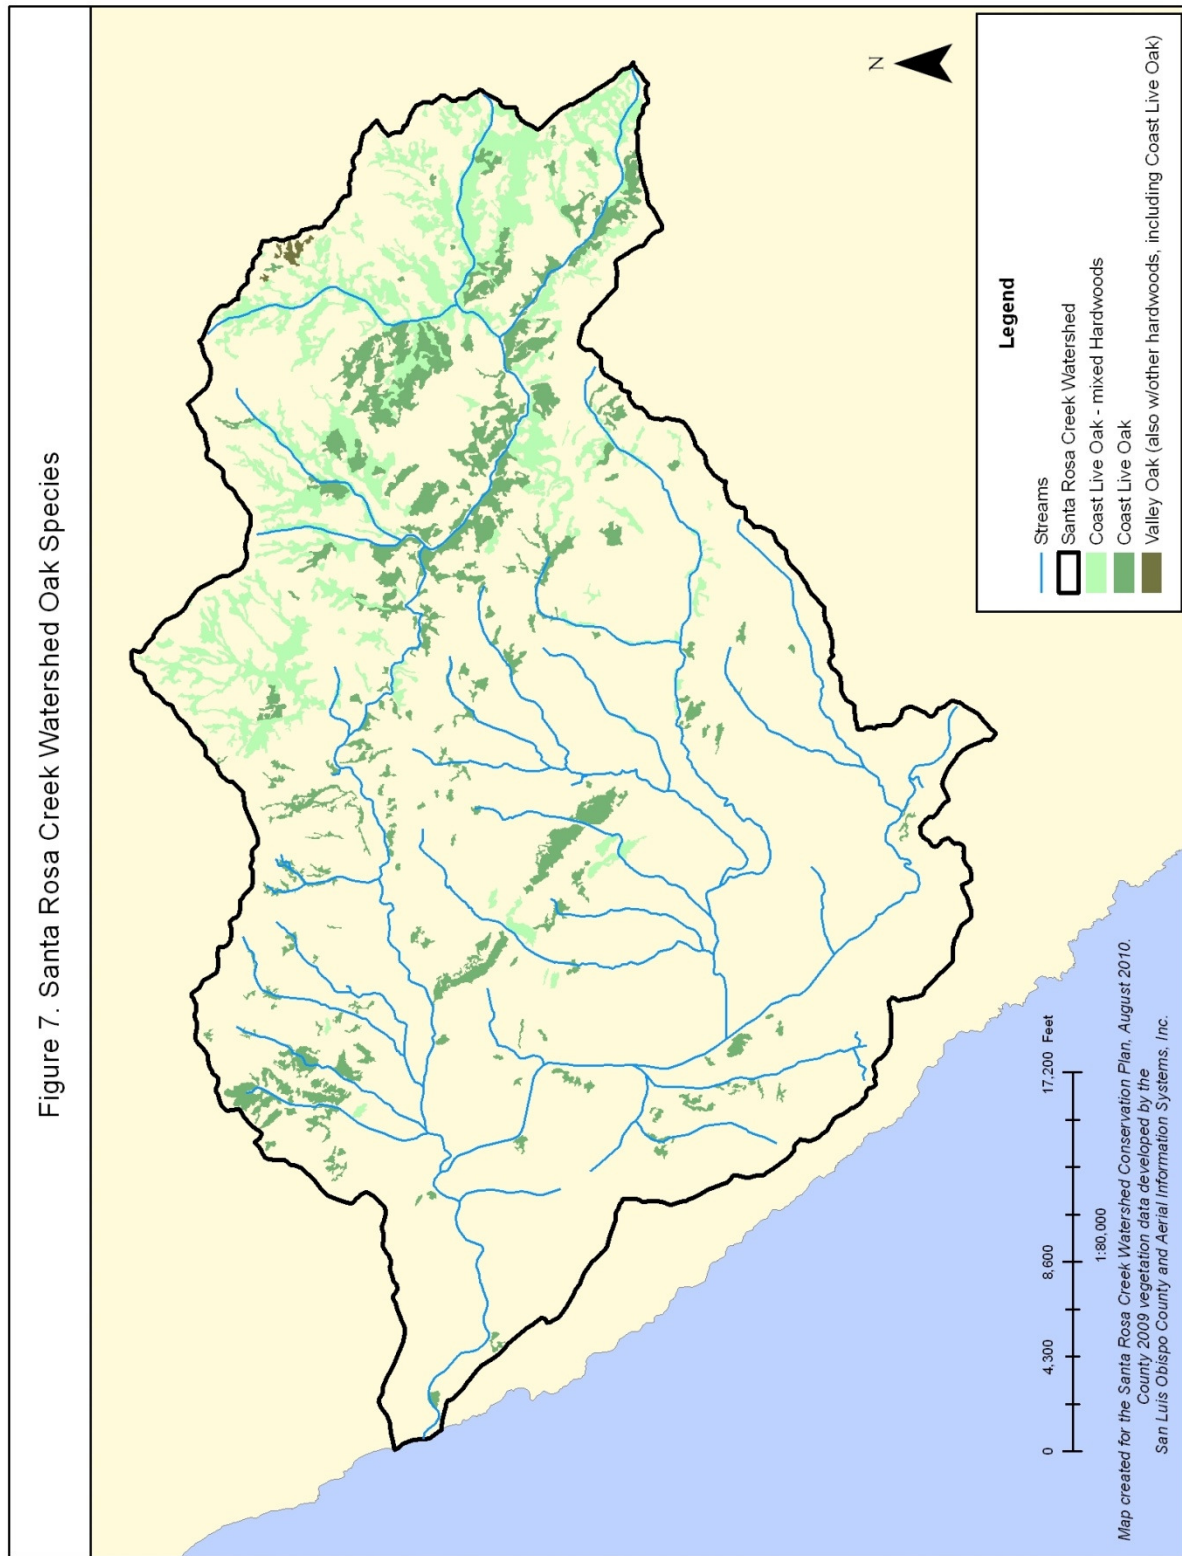 Figure 7. Santa Rosa Creek Watershed Oak Species
N
Legend
Streams
Santa Rosa Creek Watershed
Coast Live Oak - mixed Hardwoods
Coast Live Oak
Valley Oak (also w/other hardwoods, including Coast Live Oak)
0 4,300 8,600 17,200 Feet
1:80,000
Map created for the Santa Rosa Creek Watershed Conservation Plan, August 2010.
County 2009 vegetation data developed by the
San Luis Obispo County and Aerial Information Systems, Inc.